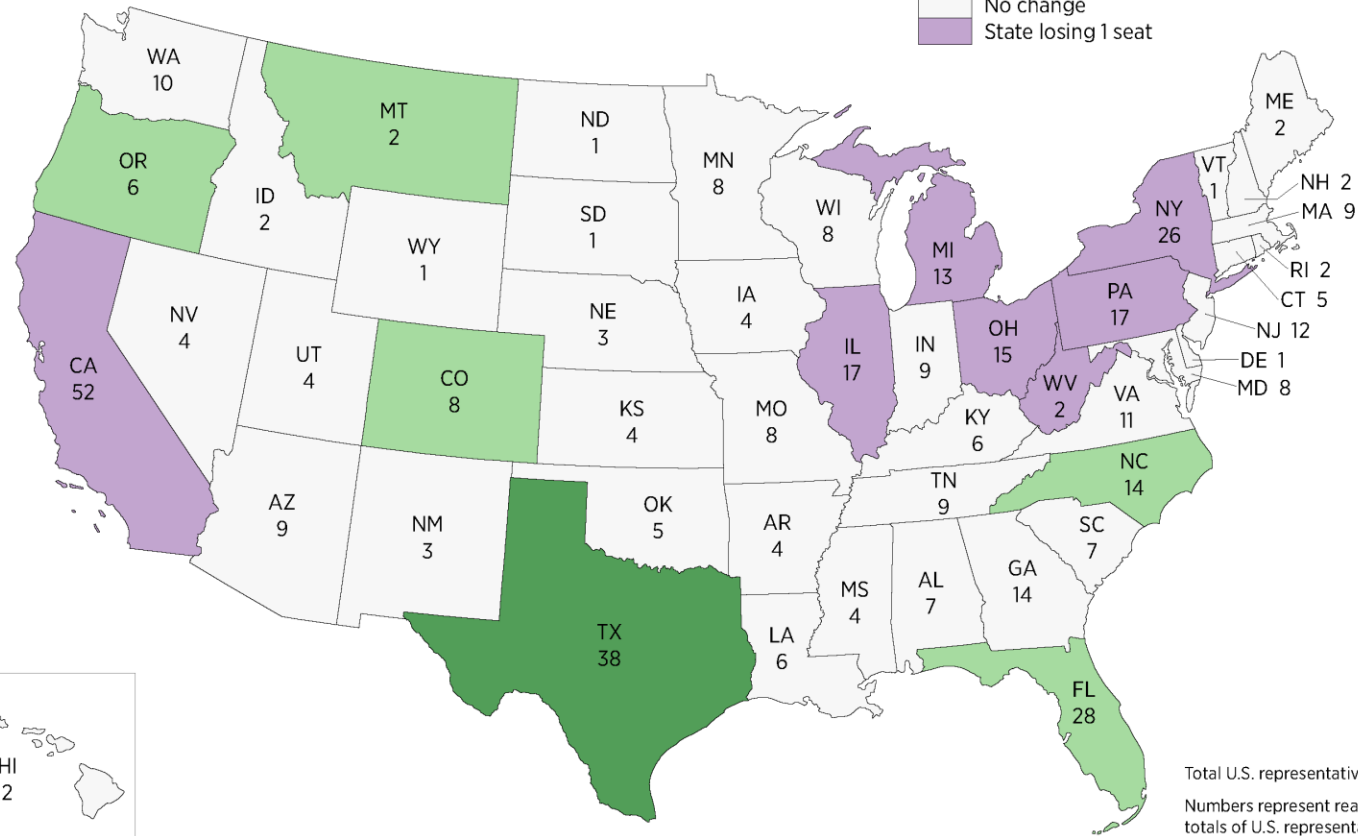 No change
State losing 1 seat
WA
10
MT
2
ND
1
MN
8
ME
2
VT
1
NH 2
MA 9
OR
6
ID
2
SD
1
WI
8
MI
13
NY
26
RI 2
CT 5
WY
1
IA
4
NE
3
PA
17
NJ 12
NV
4
UT
4
CO
8
IL
17
IN
9
OH
15
DE 1
MD 8
CA
52
KS
4
MO
8
WV
2
VA
11
KY
6
NC
14
AZ
9
NM
3
OK
5
AR
4
TN
9
SC
7
MS
4
AL
7
GA
14
TX
38
LA
6
FL
28
HI
2
Total U.S.
Numbers represent
totals of U.S.